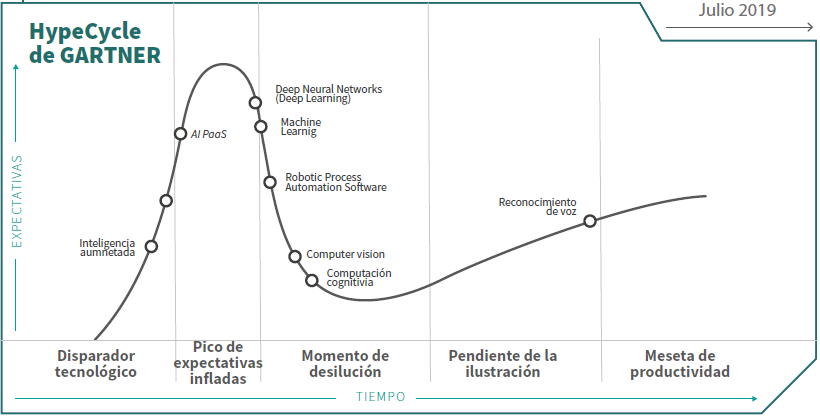 Julio 2019
HypeCycle
de GARTNER
EXPECTATIVAS
Deep Neural Networks
(Deep Learning)
Machine
Learnig
AI PaaS
Robotic Process
Automation Software
Reconocimiento
de voz
Inteligencia
aumnetada
Computer vision
Computación
cognitivia
Disparador
tecnológico
Pico de
expectativas
infladas
Momento de
desilución
Pendiente de la
ilustración
Meseta de
productividad
TIEMPO